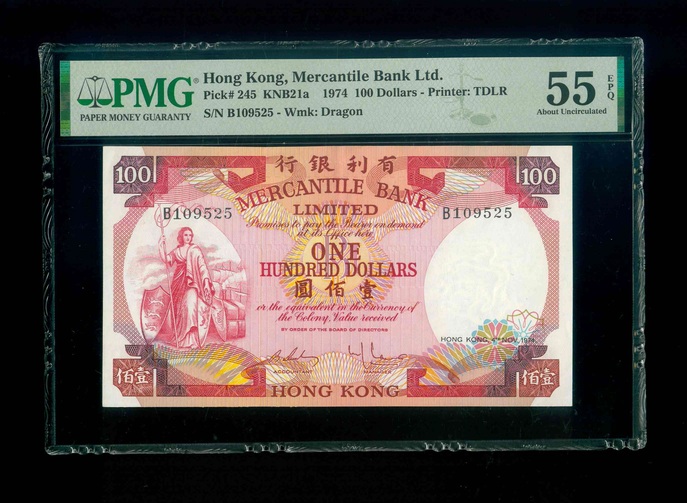 PMG
PAPER MONEY GUARANTY
Hong Kong, Mercantile Bank Ltd.
Pick# 245 KNB21a 1974 100 Dollars - Printer: TDLR
S/N B109525 - Wmk: Dragon
55
EPQ
About Uncirculated
100
行銀利有
100
MERCANTILE BANK
LIMITED
B109525
B109525
Promises to pay the Bearer on demand
at its Office here
ONE
HUNDRED DOLLARS
圓佰壹
or the equivalent in the Currency of
the Colony, Value received
BY ORDER OF THE BOARD OF DIRECTORS
HONG KONG, 4TH NOV, 1974.
ACCOUNTANT
MANAGER
佰壹
HONG KONG
佰壹